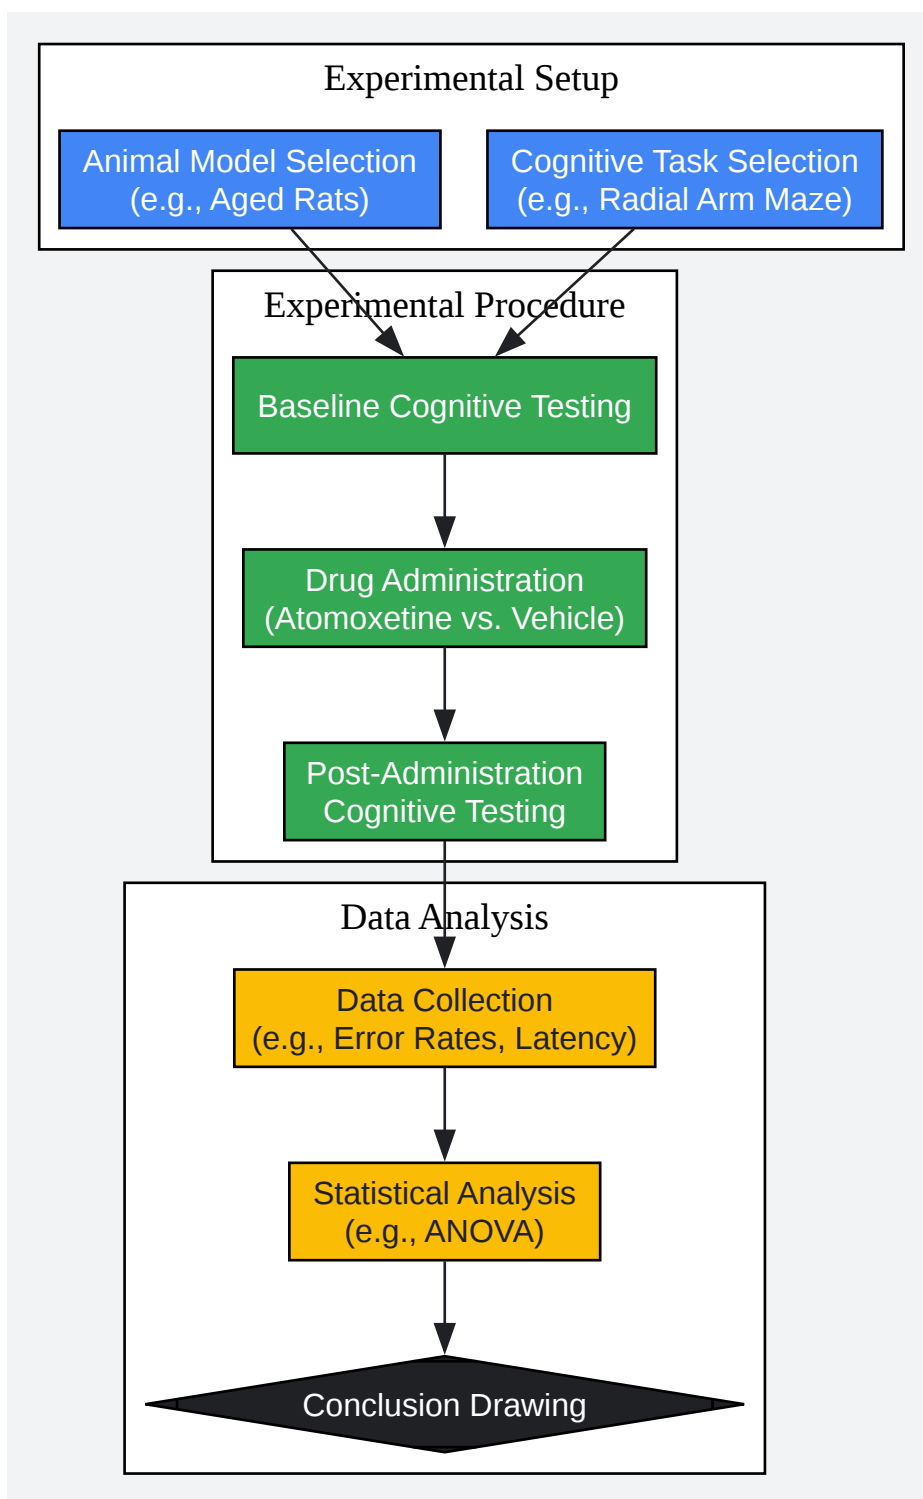 Experimental Setup
Animal Model Selection
(e.g., Aged Rats)
Cognitive Task Selection
(e.g., Radial Arm Maze)
Experimental Procedure
Baseline Cognitive Testing
Drug Administration
(Atomoxetine vs. Vehicle)
Post-Administration
Cognitive Testing
Data Analysis
Data Collection
(e.g., Error Rates, Latency)
Statistical Analysis
(e.g., ANOVA)
Conclusion Drawing